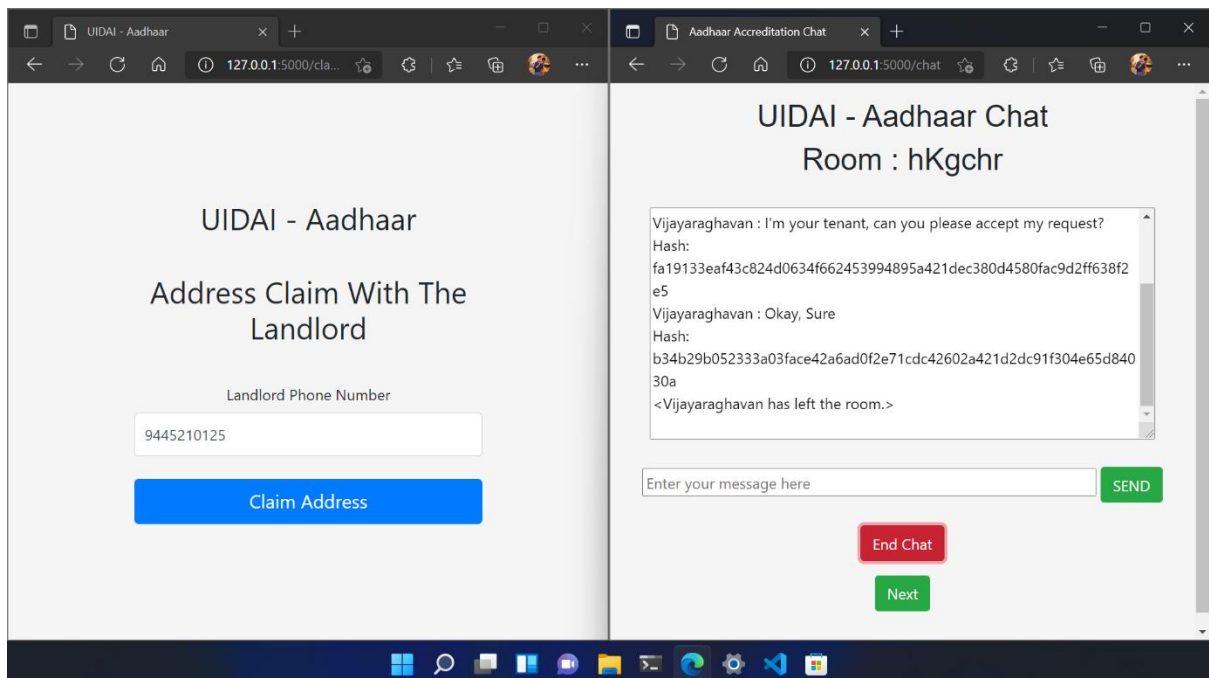 UIDAI - Aadhaar
127.0.0.1:5000/cla...
UIDAI - Aadhaar
Address Claim With The
Landlord
Landlord Phone Number
9445210125
Claim Address
Aadhaar Accreditation Chat
127.0.0.1:5000/chat
UIDAI - Aadhaar Chat
Room : hKgchr
Vijayaraghavan : I'm your tenant, can you please accept my request?
Hash:
fa19133eaf43c824d0634f662453994895a421dec380d4580fac9d2ff638f2
e5
Vijayaraghavan : Okay, Sure
Hash:
b34b29b052333a03face42a6ad0f2e71cdc42602a421d2dc91f304e65d840
30a
<Vijayaraghavan has left the room.>
Enter your message here
SEND
End Chat
Next